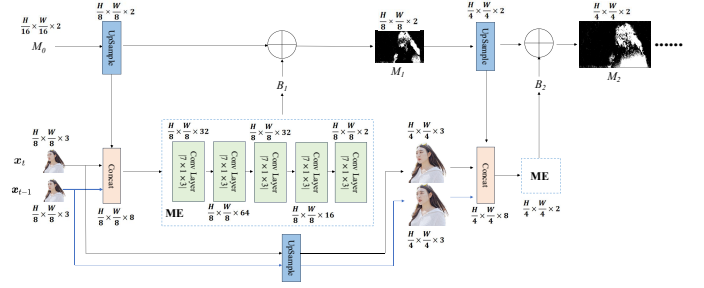 H/16 × W/16 × 2
M₀
H/8 × W/8 × 2
UpSample
B₁
H/8 × W/8 × 2
M₁
H/4 × W/4 × 2
UpSample
B₂
H/4 × W/4 × 2
M₂
......
H/8 × W/8 × 3
xₜ
xₜ₋₁
H/8 × W/8 × 3
Concat
H/8 × W/8 × 8
H/8 × W/8 × 32
H/8 × W/8 × 32
H/8 × W/8 × 2
Conv Layer
[7×1×3]
Conv Layer
[7×1×3]
Conv Layer
[7×1×3]
Conv Layer
[7×1×3]
Conv Layer
[7×1×3]
ME
H/8 × W/8 × 64
H/8 × W/8 × 16
UpSample
H/4 × W/4 × 3
H/4 × W/4 × 3
Concat
H/4 × W/4 × 8
ME
H/4 × W/4 × 2